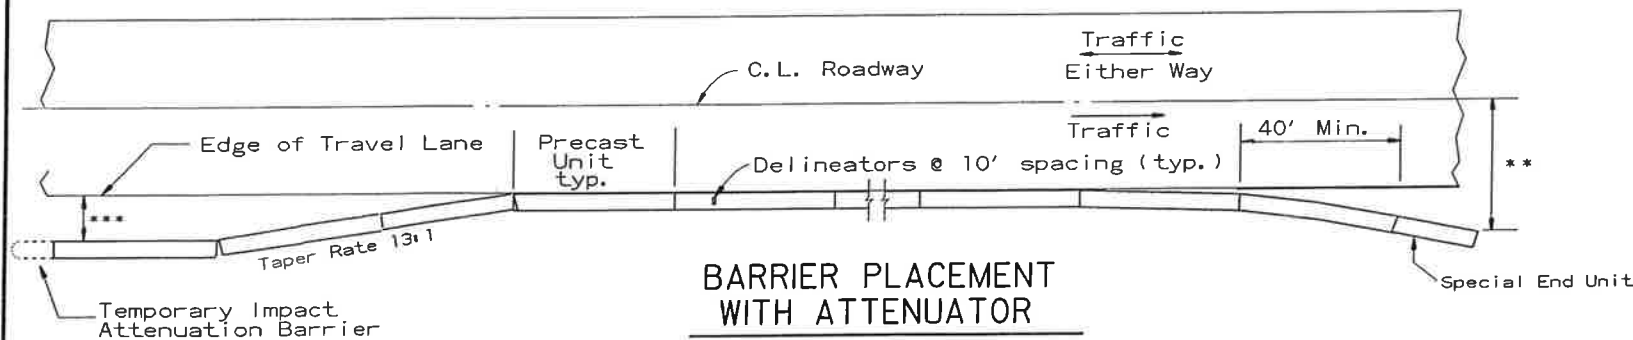 Traffic
Either Way
C.L. Roadway
Traffic
40' Min.
**
Edge of Travel Lane
Precast
Unit
typ.
Delineators @ 10' spacing (typ.)
***
Taper Rate 13:1
BARRIER PLACEMENT
WITH ATTENUATOR
Special End Unit
Temporary Impact
Attenuation Barrier